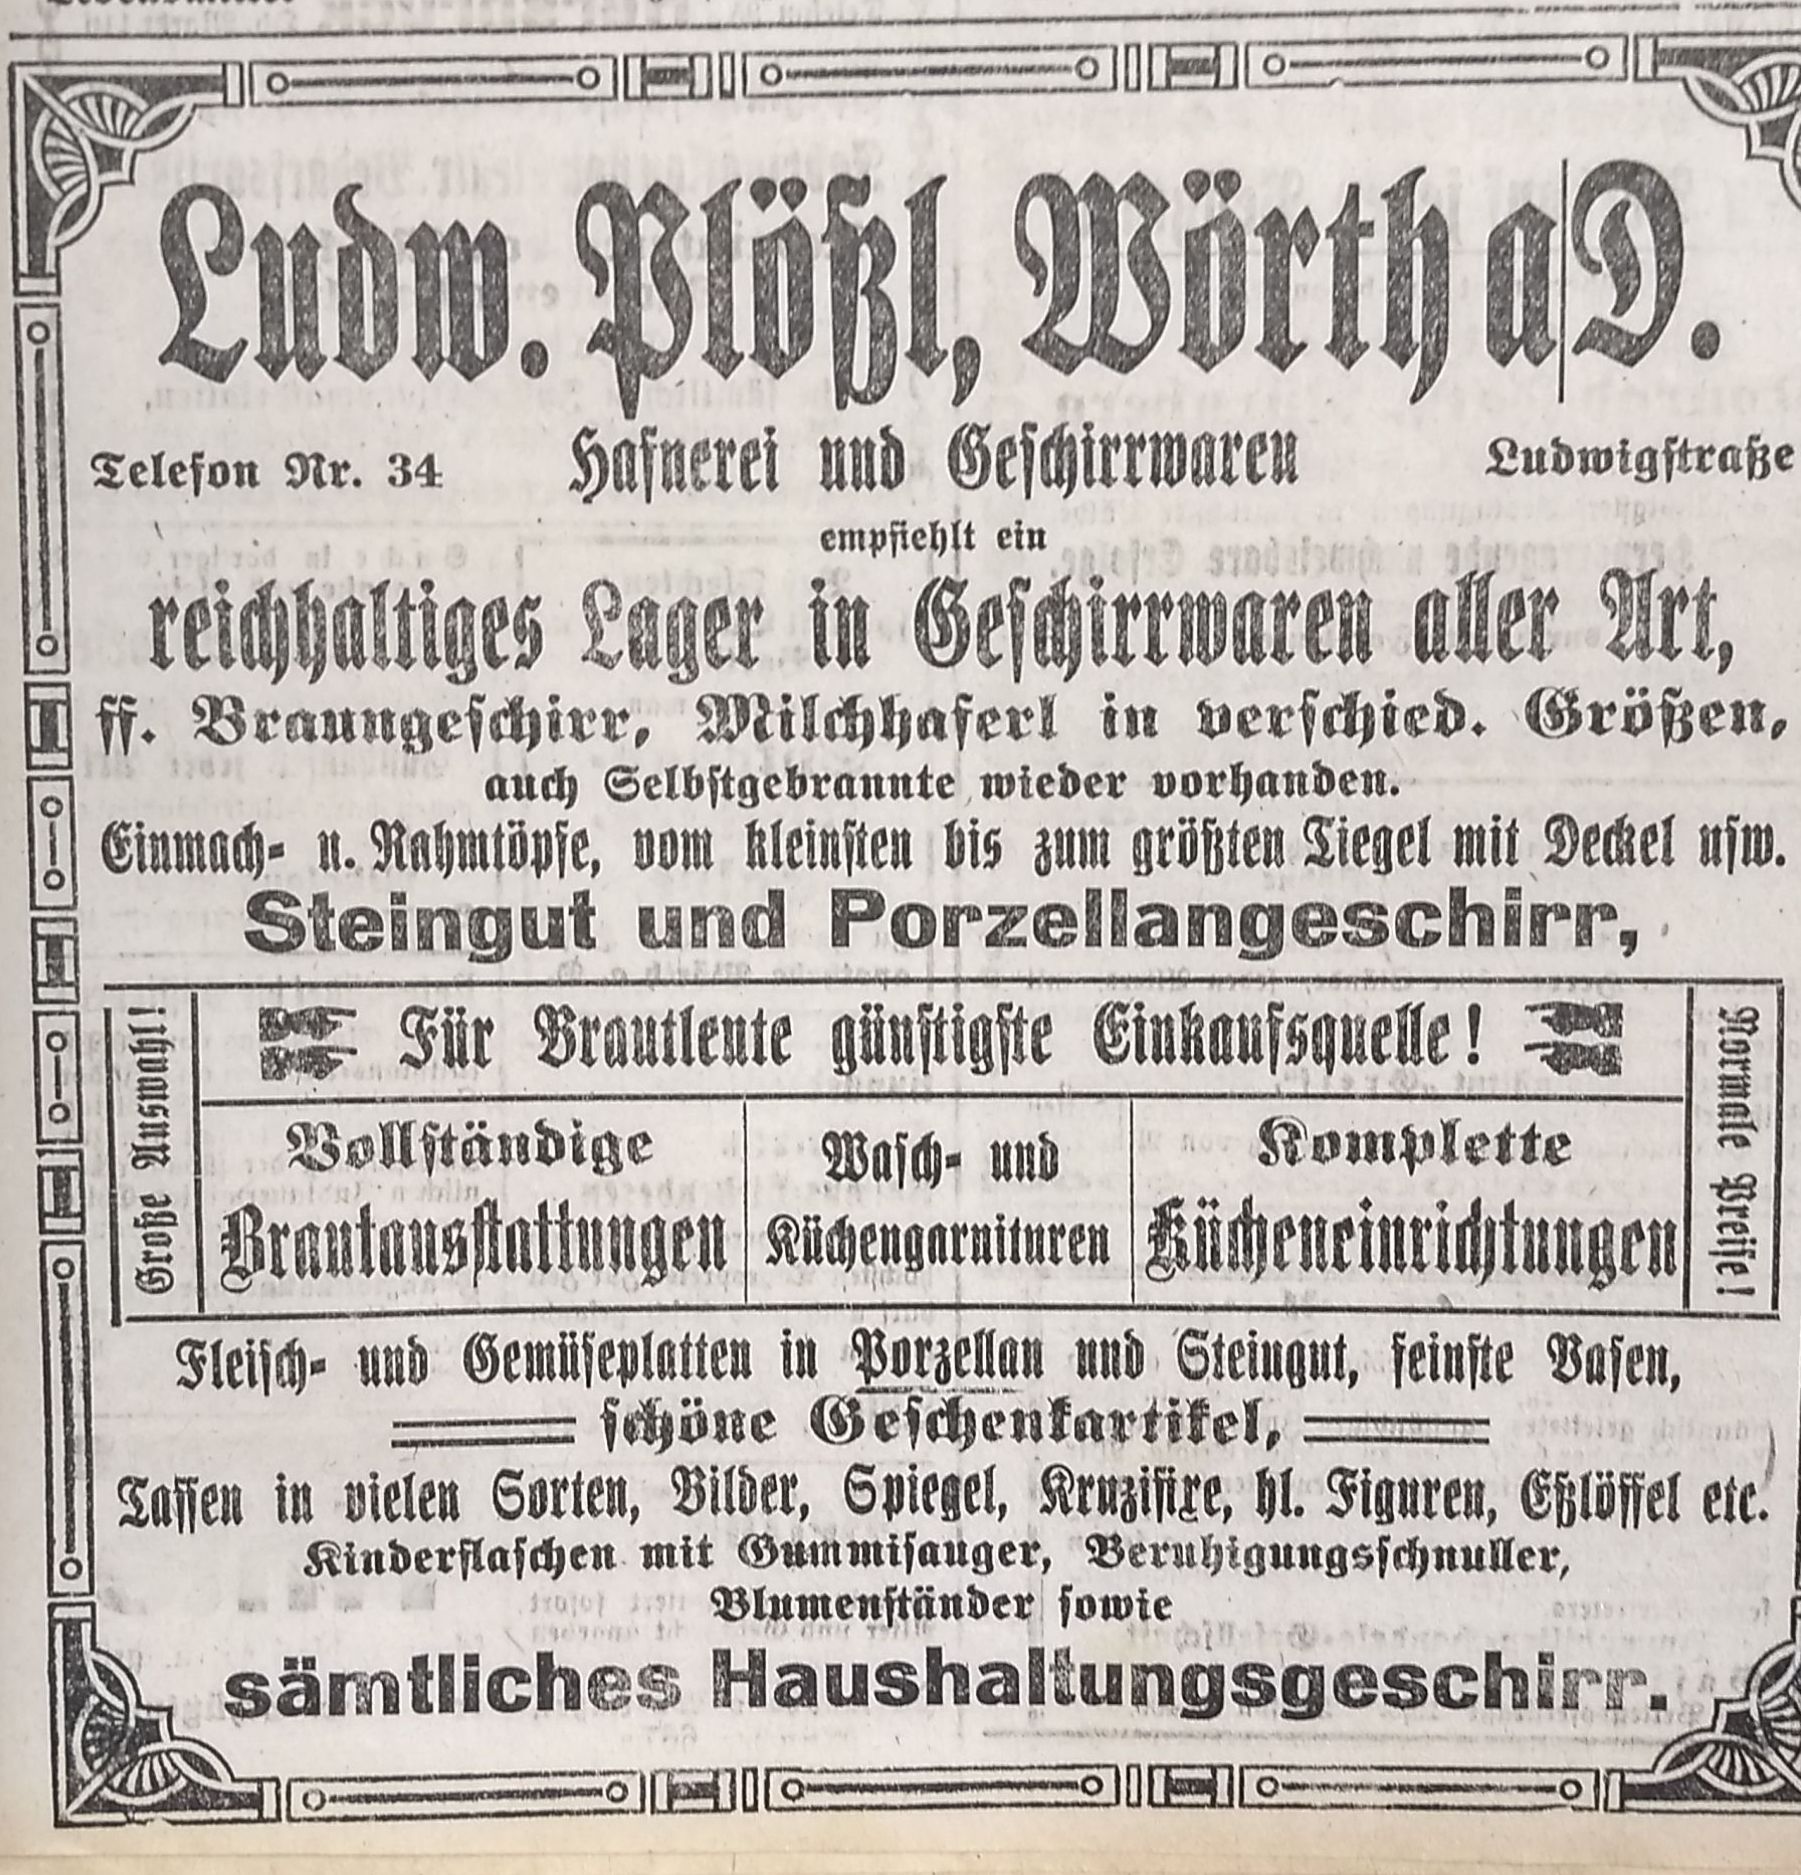 Ludw. Plößl, Wörth a|D.
Telefon Nr. 34 Hafnerei und Geschirrwaren Ludwigstraße
empfiehlt ein
reichhaltiges Lager in Geschirrwaren aller Art,
ff. Braungeschirr, Milchhaferl in verschied. Größen,
auch Selbstgebrannte wieder vorhanden.
Einmach- u. Rahmtöpfe, vom kleinsten bis zum größten Tiegel mit Deckel usw.
Steingut und Porzellangeschirr,
Große Auswahl!
Für Brautleute günstigste Einkaufsquelle!
Vollständige
Brautausstattungen
Wasch- und
Küchengarnituren
Komplette
Kücheneinrichtungen
Normale Preise!
Fleisch- und Gemüseplatten in Porzellan und Steingut, feinste Vasen,
schöne Geschenkartikel,
Tassen in vielen Sorten, Bilder, Spiegel, Kruzifixe, hl. Figuren, Eßlöffel etc.
Kinderflaschen mit Gummisauger, Beruhigungsschnuller,
Blumenständer sowie
sämtliches Haushaltungsgeschirr.